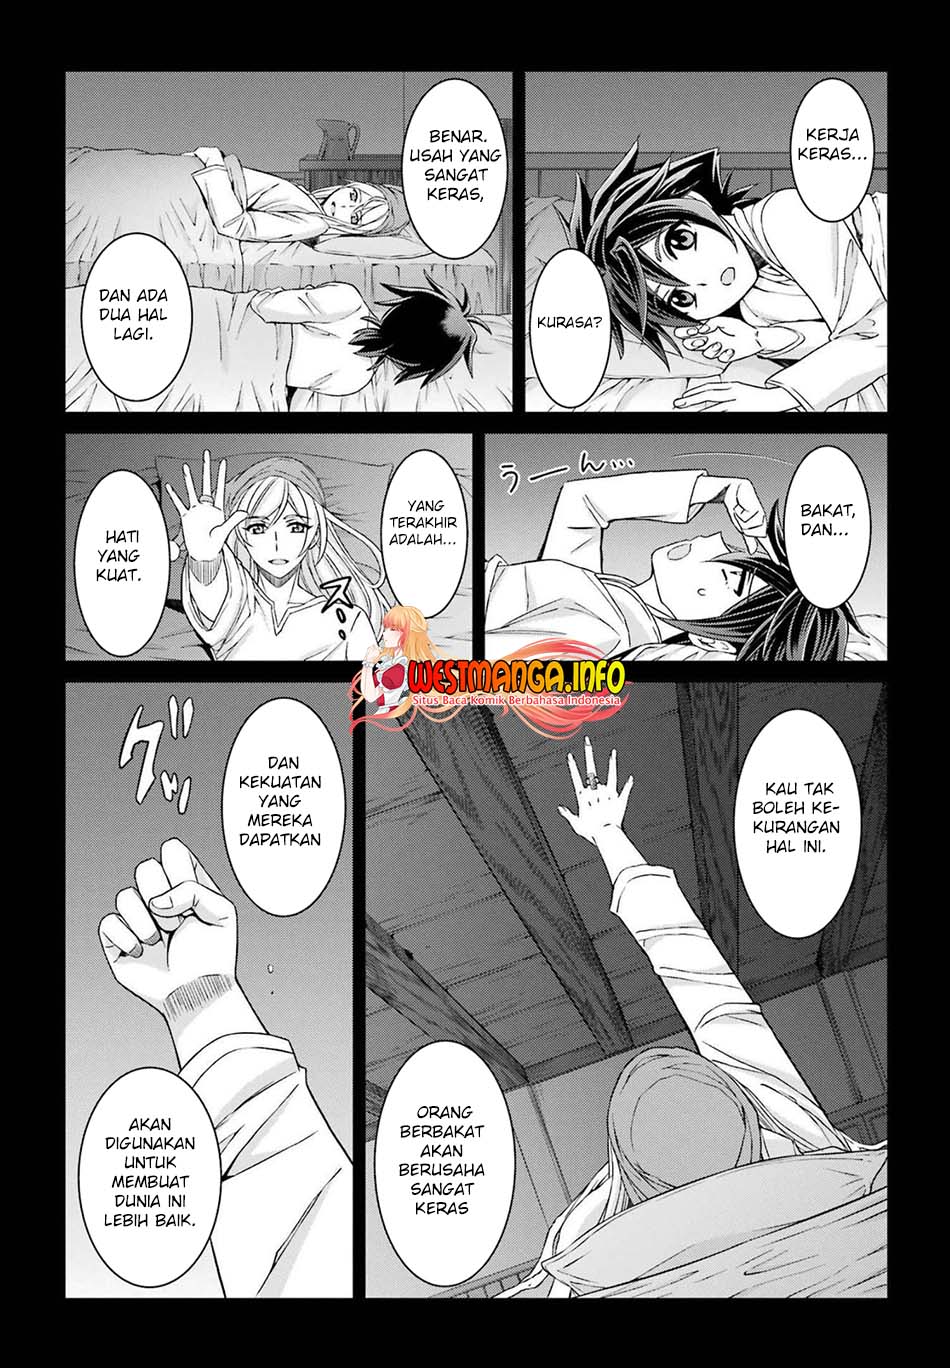 KERJA
KERAS...
KURASA?
BENAR.
USAH YANG
SANGAT
KERAS,
DAN ADA
DUA HAL
LAGI.
BAKAT,
DAN...
うーん...
YANG
TERAKHIR
ADALAH...
HATI
YANG
KUAT.
WESTMANGA.INFO
Situs Baca Komik Berbahasa Indonesia
KAU TAK
BOLEH KE-
KURANGAN
HAL INI.
ORANG
BERBAKAT
AKAN
BERUSAHA
SANGAT
KERAS
DAN
KEKUATAN
YANG
MEREKA
DAPATKAN
グッ
AKAN
DIGUNAKAN
UNTUK
MEMBUAT
DUNIA INI
LEBIH BAIK.